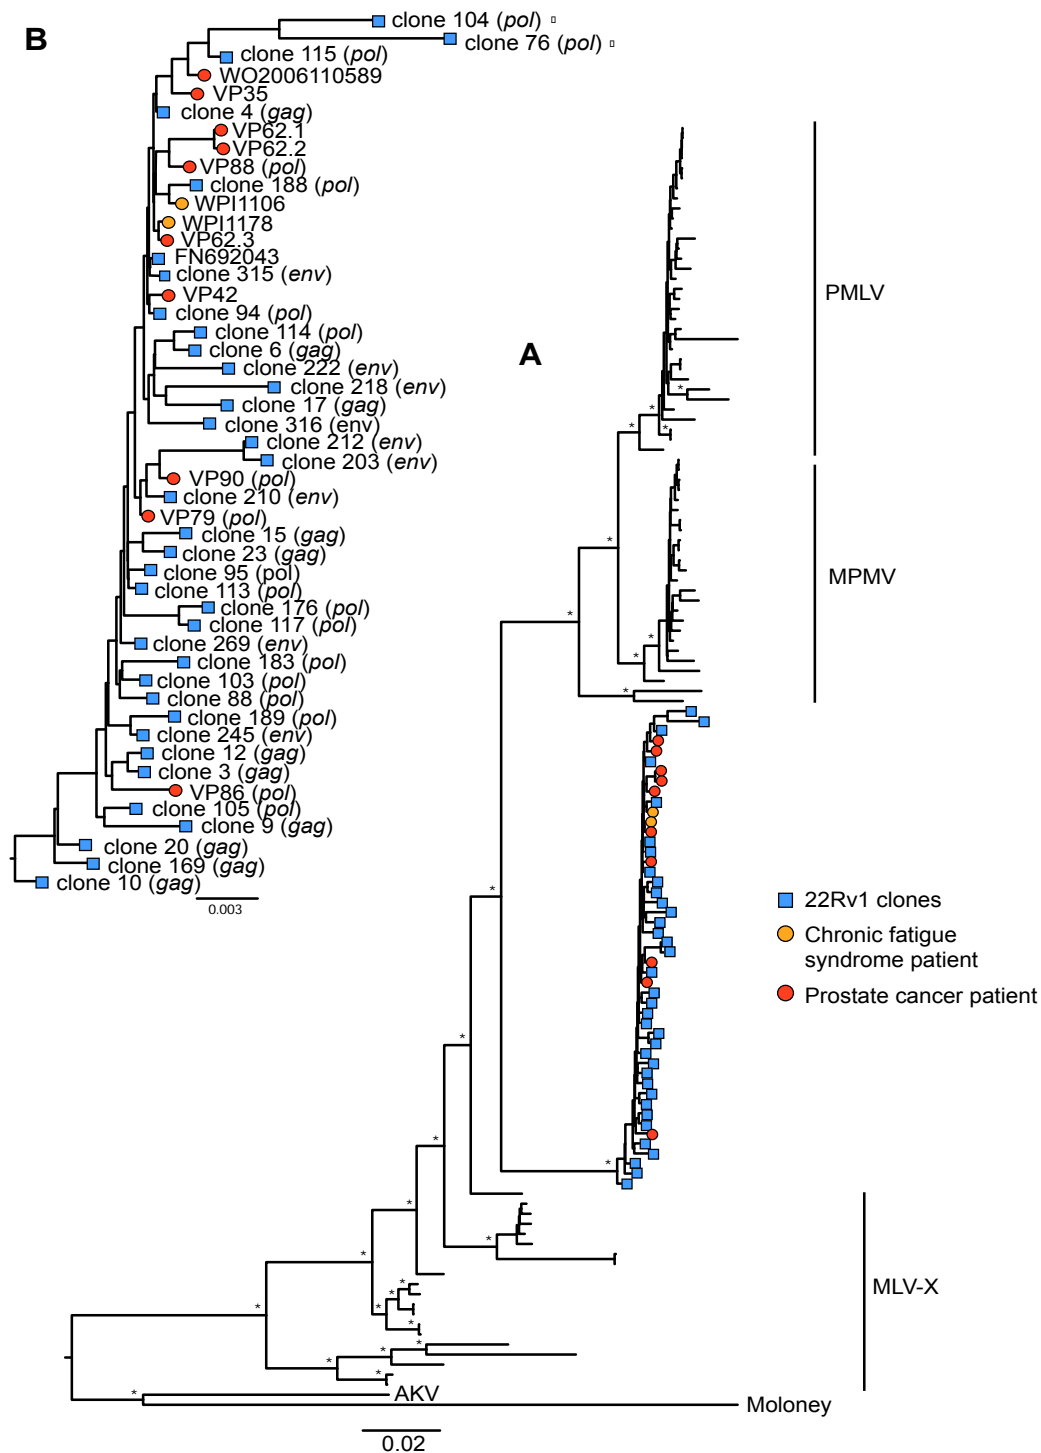 B
clone 104 (pol) ▯
clone 76 (pol) ▯
clone 115 (pol)
WO2006110589
VP35
clone 4 (gag)
VP62.1
VP62.2
VP88 (pol)
clone 188 (pol)
WPI1106
WPI1178
VP62.3
FN692043
clone 315 (env)
VP42
clone 94 (pol)
clone 114 (pol)
clone 6 (gag)
clone 222 (env)
clone 218 (env)
clone 17 (gag)
clone 316 (env)
clone 212 (env)
clone 203 (env)
VP90 (pol)
clone 210 (env)
VP79 (pol)
clone 15 (gag)
clone 23 (gag)
clone 95 (pol)
clone 113 (pol)
clone 176 (pol)
clone 117 (pol)
clone 269 (env)
clone 183 (pol)
clone 103 (pol)
clone 88 (pol)
clone 189 (pol)
clone 245 (env)
clone 12 (gag)
clone 3 (gag)
VP86 (pol)
clone 105 (pol)
clone 9 (gag)
clone 20 (gag)
clone 169 (gag)
clone 10 (gag)
0.003
A
PMLV
MPMV
22Rv1 clones
Chronic fatigue
syndrome patient
Prostate cancer patient
MLV-X
AKV
Moloney
0.02